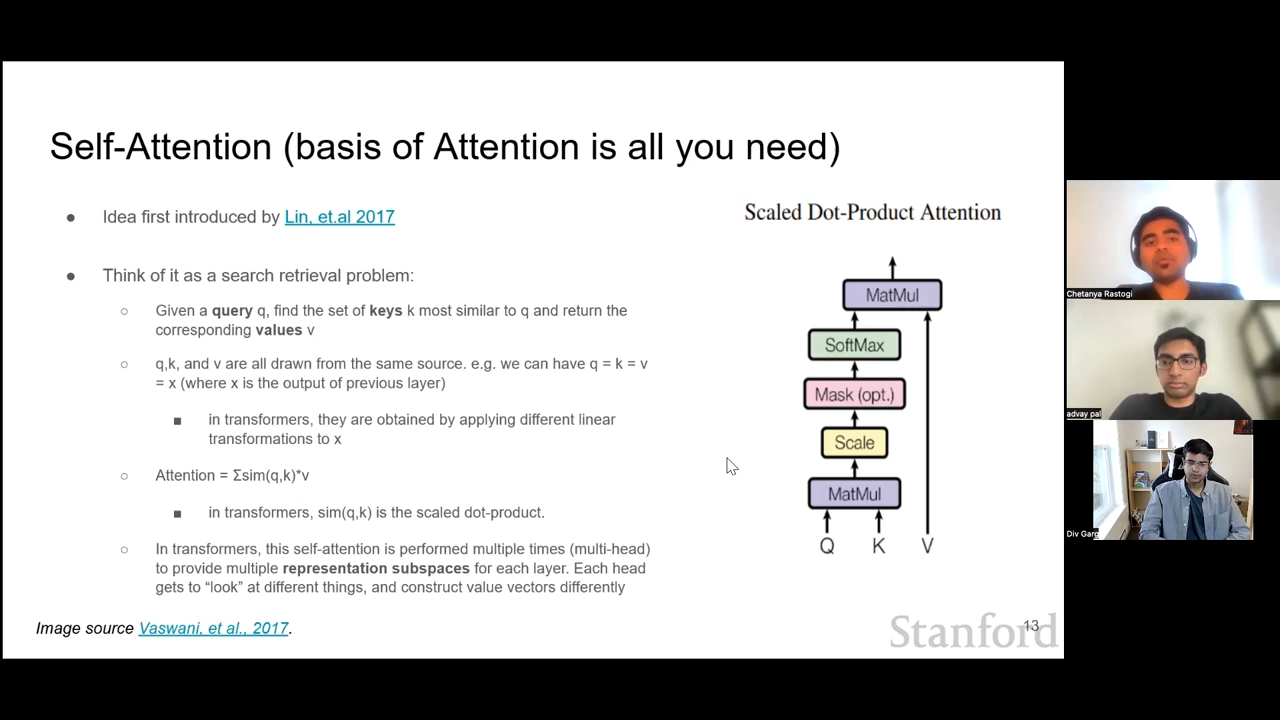 Self-Attention (basis of Attention is all you need)
● Idea first introduced by Lin, et.al 2017
● Think of it as a search retrieval problem:
○ Given a query q, find the set of keys k most similar to q and return the
corresponding values v
○ q,k, and v are all drawn from the same source. e.g. we can have q = k = v
= x (where x is the output of previous layer)
■ in transformers, they are obtained by applying different linear
transformations to x
○ Attention = Σsim(q,k)*v
■ in transformers, sim(q,k) is the scaled dot-product.
○ In transformers, this self-attention is performed multiple times (multi-head)
to provide multiple representation subspaces for each layer. Each head
gets to “look” at different things, and construct value vectors differently
Image source Vaswani, et al., 2017.
Scaled Dot-Product Attention
MatMul
SoftMax
Mask (opt.)
Scale
MatMul
Q K V
Stanford
13
Chetanya Rastogi
advay pal
Div Garg